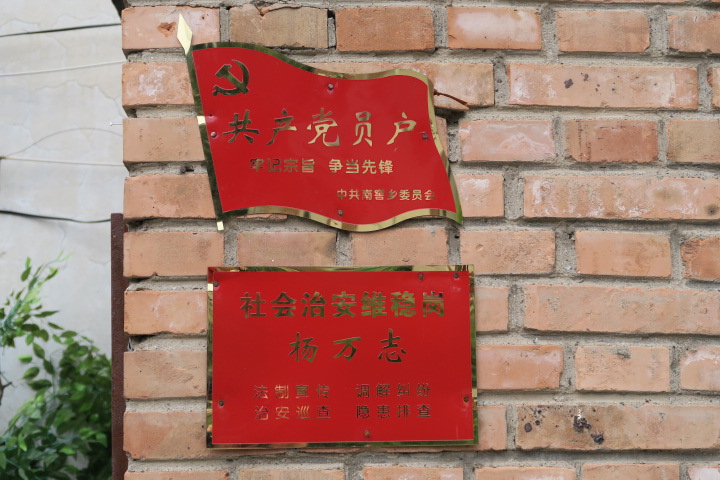 共产党员户
牢记宗旨 争当先锋
中共南窖乡委员会
社会治安维稳岗
杨万志
法制宣传 调解纠纷
治安巡查 隐患排查